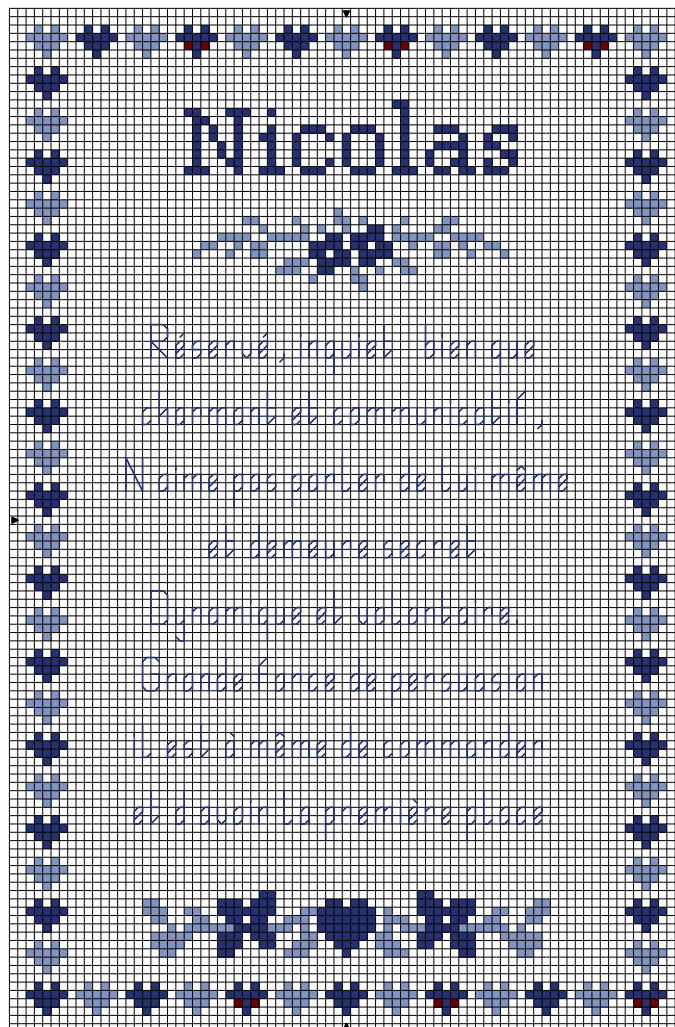 Nicolas
Réservé, inquiet bien que
charmant et communicatif,
N aime pas parler de lui même
et demeure secret.
Dynamique et volontaire
Grande force de persuasion
Il est à même de commander
et d avoir la première place.